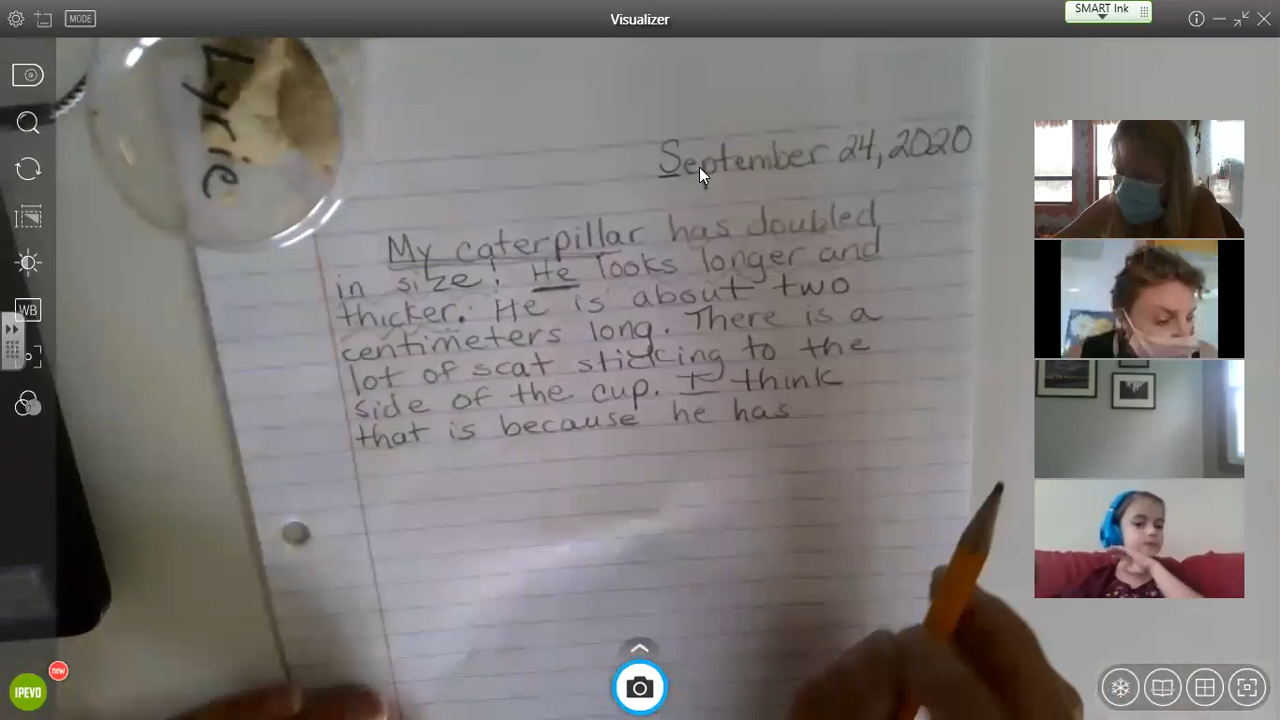 Visualizer
SMART Ink
MODE
Lyric
September 24, 2020
My caterpillar has doubled
in size! He looks longer and
thicker. He is about two
centimeters long. There is a
lot of scat sticking to the
side of the cup. I think
that is because he has
WB
new
IPEVO